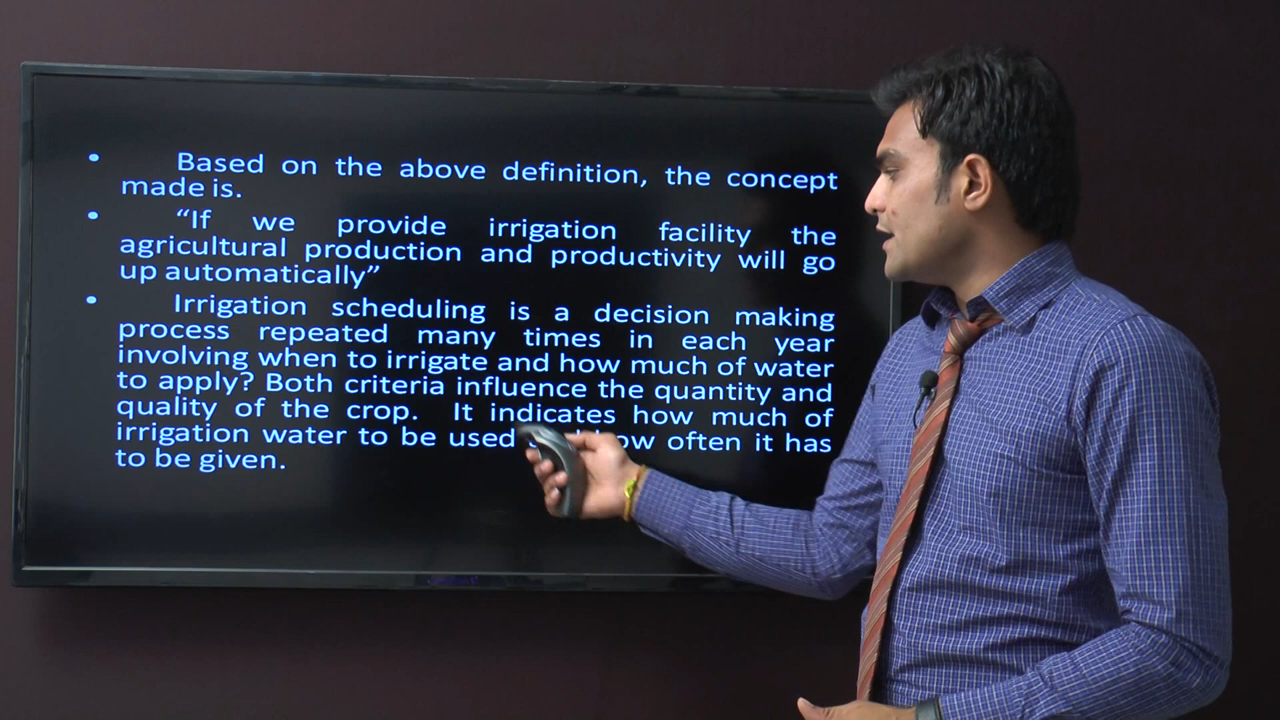 • Based on the above definition, the concept
made is.
• “If we provide irrigation facility the
agricultural production and productivity will go
up automatically”
• Irrigation scheduling is a decision making
process repeated many times in each year
involving when to irrigate and how much of water
to apply? Both criteria influence the quantity and
quality of the crop. It indicates how much of
irrigation water to be used how often it has
to be given.